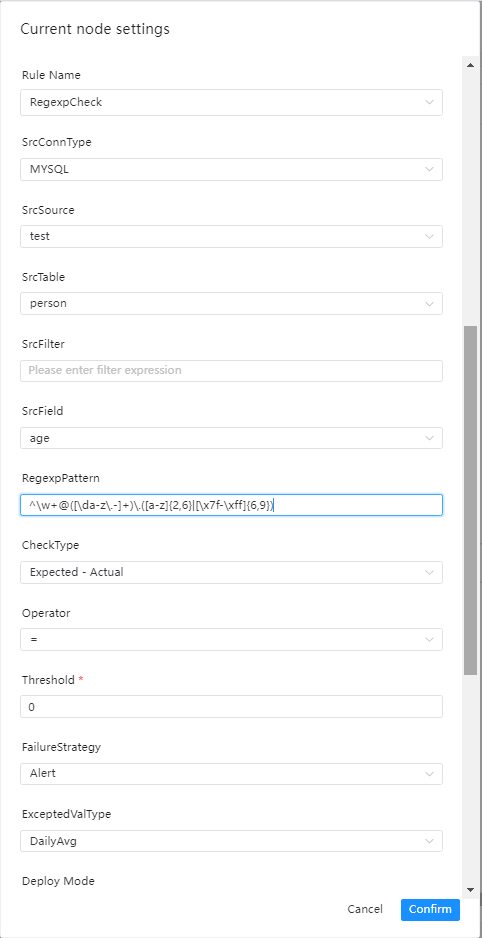 Current node settings
Rule Name
RegexpCheck
SrcConnType
MYSQL
SrcSource
test
SrcTable
person
SrcFilter
Please enter filter expression
SrcField
age
RegexpPattern
^\w+@([\da-z\.-]+)\.([a-z]{2,6}|[\x7f-\xff]{6,9})
CheckType
Expected - Actual
Operator
=
Threshold *
0
FailureStrategy
Alert
ExceptedValType
DailyAvg
Deploy Mode
Cancel
Confirm